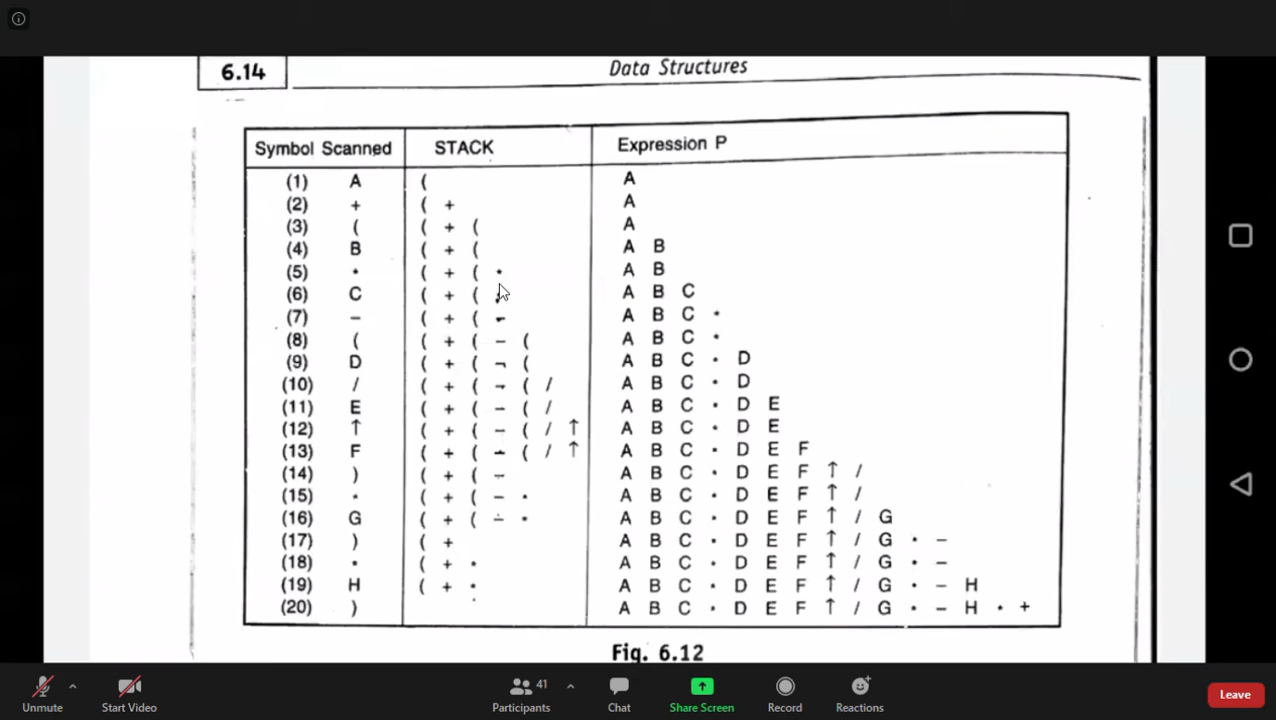 6.14 Data Structures
Symbol Scanned STACK Expression P
(1) A ( A
(2) + ( + A
(3) ( ( + ( A
(4) B ( + ( A B
(5) * ( + ( * A B
(6) C ( + ( * A B C
(7) – ( + ( – A B C *
(8) ( ( + ( – ( A B C *
(9) D ( + ( – ( A B C * D
(10) / ( + ( – ( / A B C * D
(11) E ( + ( – ( / A B C * D E
(12) ↑ ( + ( – ( / ↑ A B C * D E
(13) F ( + ( – ( / ↑ A B C * D E F
(14) ) ( + ( – A B C * D E F ↑ /
(15) * ( + ( – * A B C * D E F ↑ /
(16) G ( + ( – * A B C * D E F ↑ / G
(17) ) ( + A B C * D E F ↑ / G * –
(18) * ( + * A B C * D E F ↑ / G * –
(19) H ( + * A B C * D E F ↑ / G * – H
(20) ) A B C * D E F ↑ / G * – H * +
Fig. 6.12
41
Unmute Start Video Participants Chat Share Screen Record Reactions Leave